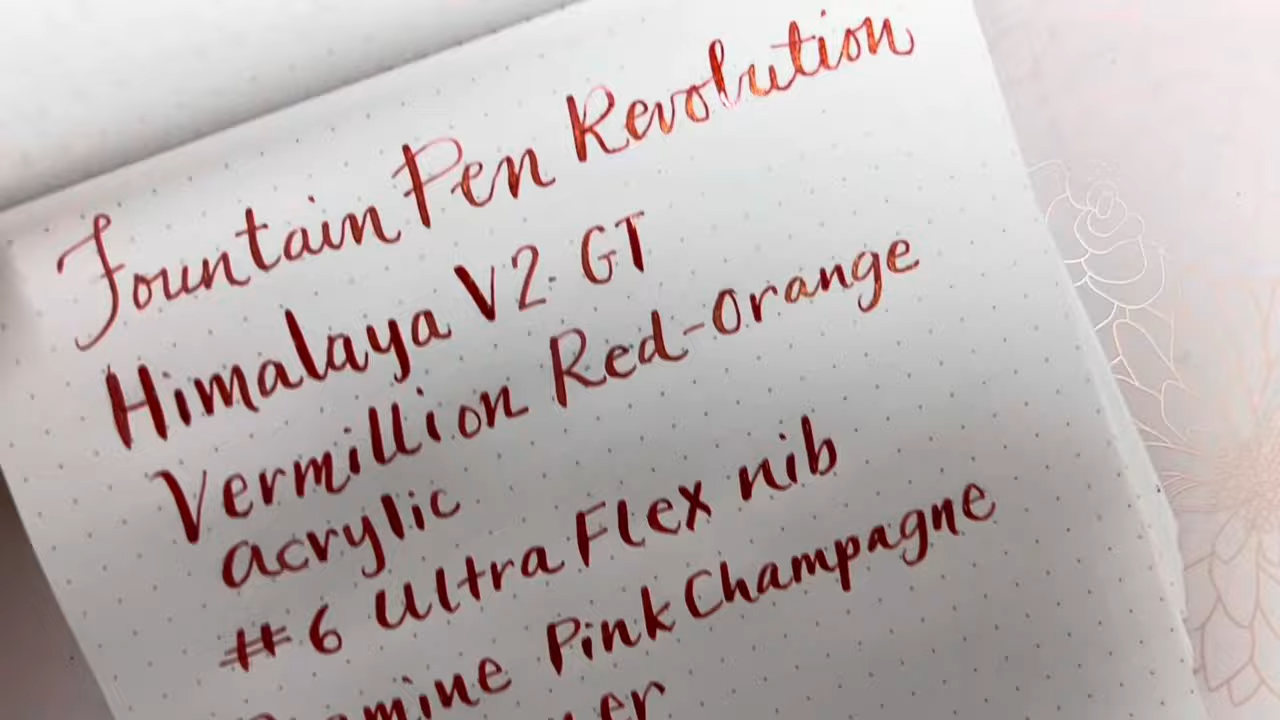 Fountain Pen Revolution
Himalaya V2 GT
Vermillion Red-Orange
acrylic
#6 Ultra Flex nib
Pink Champagne